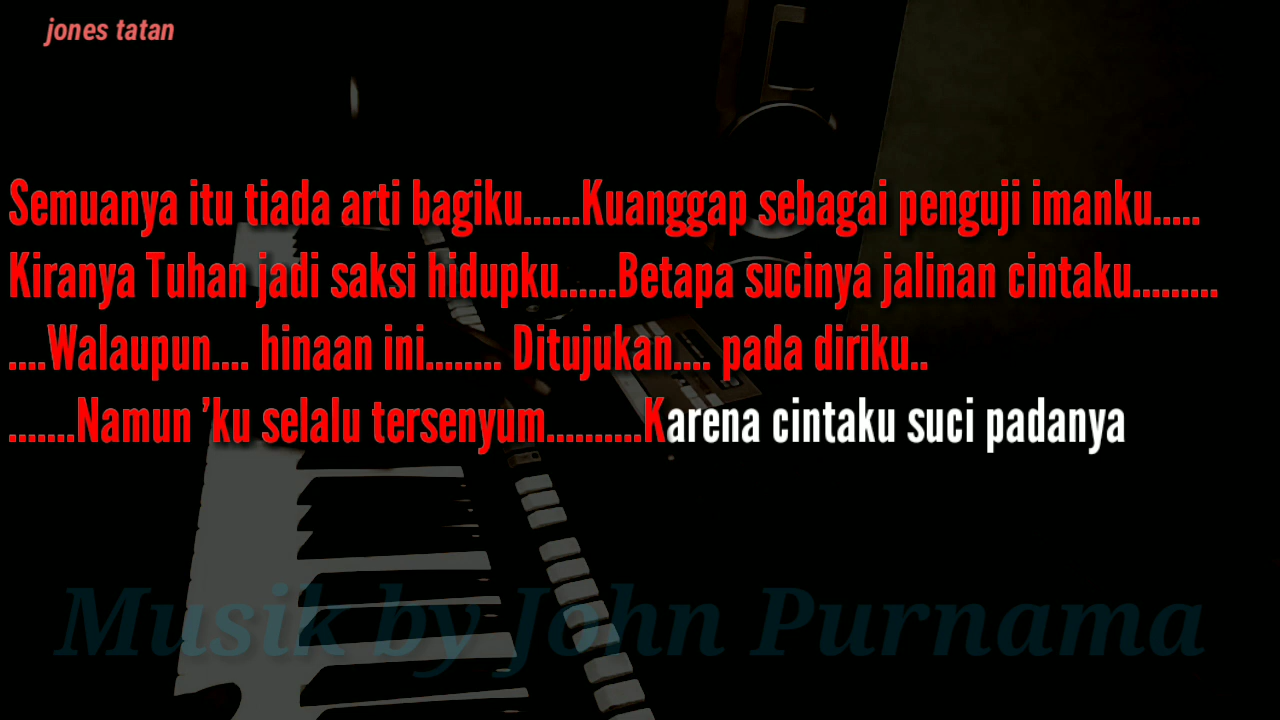 jones tatan
Semuanya itu tiada arti bagiku......Kuanggap sebagai penguji imanku.....
Kiranya Tuhan jadi saksi hidupku......Betapa sucinya jalinan cintaku.........
....Walaupun.... hinaan ini........ Ditujukan.... pada diriku..
.......Namun ’ku selalu tersenyum..........Karena cintaku suci padanya
Musik by John Purnama